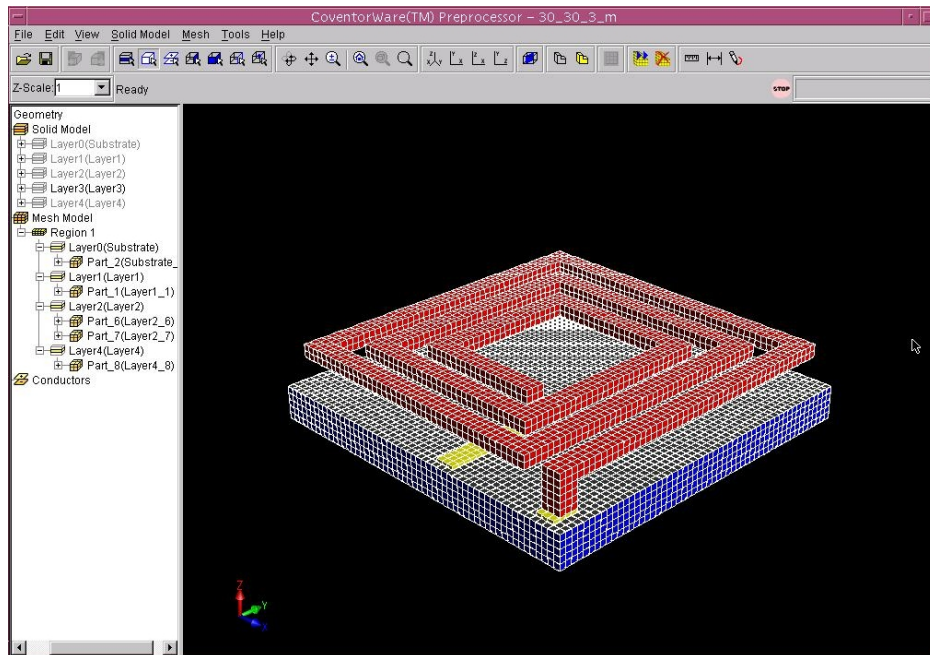 CoventorWare(TM) Preprocessor – 30_30_3_m
File Edit View Solid Model Mesh Tools Help
Z-Scale: 1 Ready STOP
Geometry
Solid Model
Layer0(Substrate)
Layer1(Layer1)
Layer2(Layer2)
Layer3(Layer3)
Layer4(Layer4)
Mesh Model
Region 1
Layer0(Substrate)
Part_2(Substrate_
Layer1(Layer1)
Part_1(Layer1_1)
Layer2(Layer2)
Part_6(Layer2_6)
Part_7(Layer2_7)
Layer4(Layer4)
Part_8(Layer4_8)
Conductors
Z
Y
X